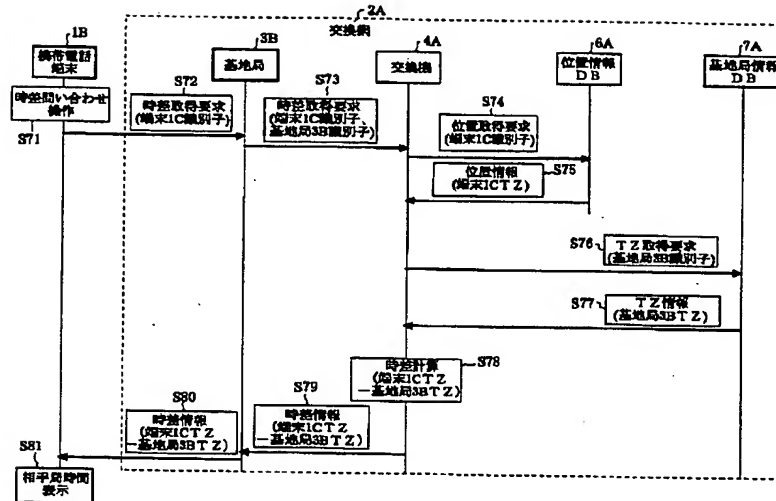 2A
交換網
1B
携帯電話
端末
3B
基地局
4A
交換機
6A
位置情報
DB
7A
基地局情報
DB
時差問い合わせ
操作
S71
S72
時差取得要求
(端末1C識別子)
S73
時差取得要求
(端末1C識別子、
基地局3B識別子)
S74
位置取得要求
(端末1C識別子)
S75
位置情報
(端末1CTZ)
S76
TZ取得要求
(基地局3B識別子)
S77
TZ情報
(基地局3BTZ)
S78
時差計算
(端末1CTZ
―基地局3BTZ)
S79
時差情報
(端末1CTZ
―基地局3BTZ)
S80
時差情報
(端末1CTZ
―基地局3BTZ)
S81
相手局時間
表示